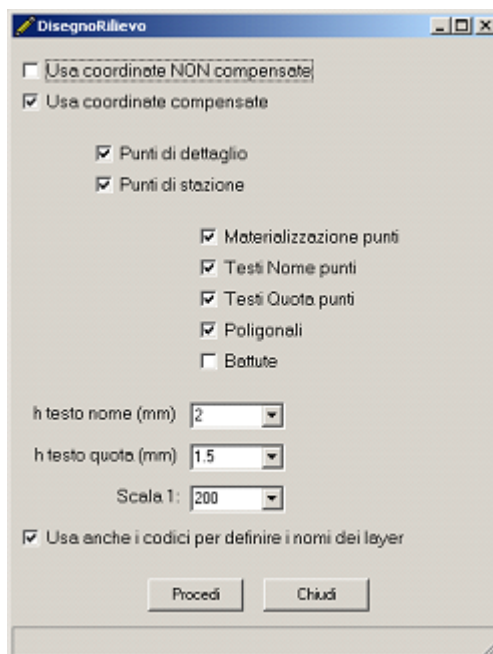 DisegnoRilievo
Usa coordinate NON compensate
Usa coordinate compensate
Punti di dettaglio
Punti di stazione
Materializzazione punti
Testi Nome punti
Testi Quota punti
Poligonali
Battute
h testo nome (mm) 2
h testo quota (mm) 1.5
Scala 1: 200
Usa anche i codici per definire i nomi dei layer
Procedi Chiudi